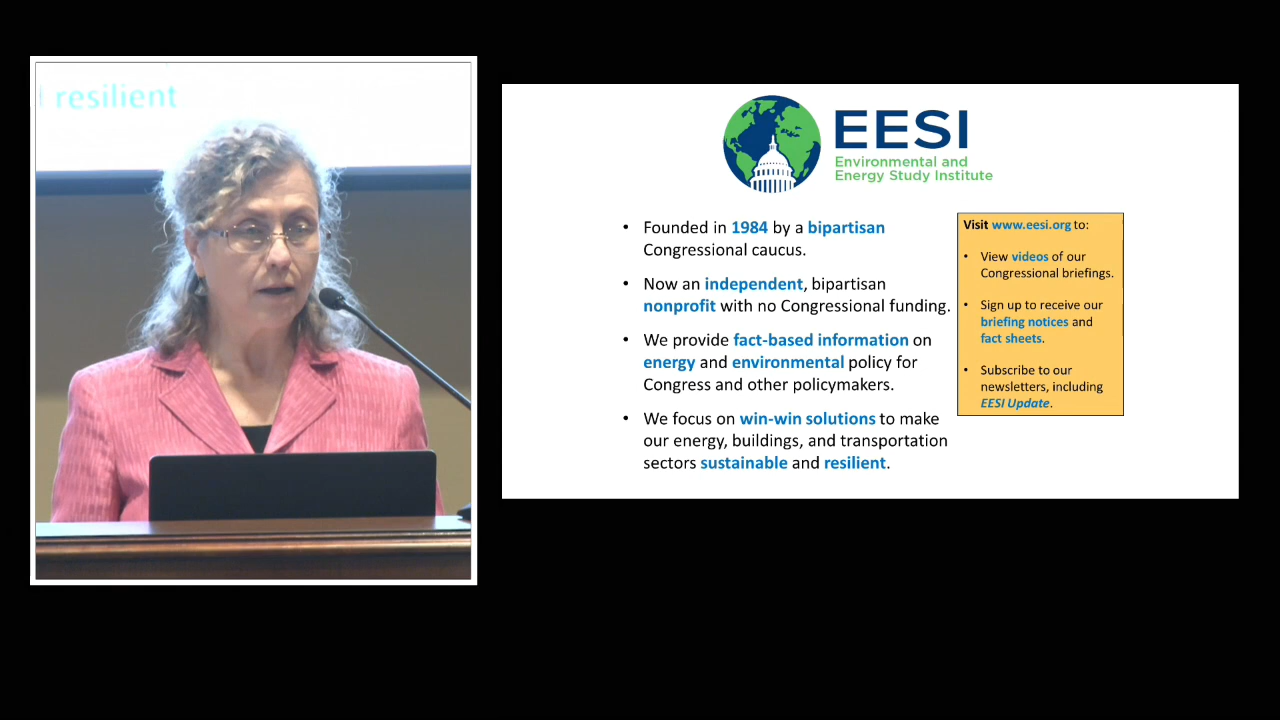 resilient
EESI
Environmental and
Energy Study Institute
• Founded in 1984 by a bipartisan
Congressional caucus.
• Now an independent, bipartisan
nonprofit with no Congressional funding.
• We provide fact-based information on
energy and environmental policy for
Congress and other policymakers.
• We focus on win-win solutions to make
our energy, buildings, and transportation
sectors sustainable and resilient.
Visit www.eesi.org to:
• View videos of our
Congressional briefings.
• Sign up to receive our
briefing notices and
fact sheets.
• Subscribe to our
newsletters, including
EESI Update.